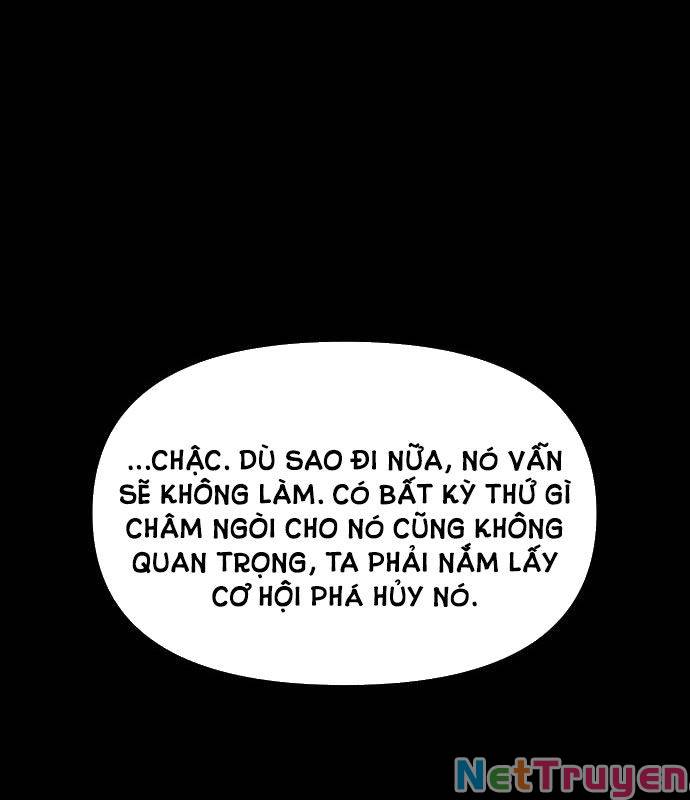 ...CHẬC. DÙ SAO ĐI NỮA, NÓ VẪN
SẼ KHÔNG LÀM. CÓ BẤT KỲ THỨ GÌ
CHÂM NGÒI CHO NÓ CŨNG KHÔNG
QUAN TRỌNG, TA PHẢI NẮM LẤY
CƠ HỘI PHÁ HỦY NÓ.
NetTruyen